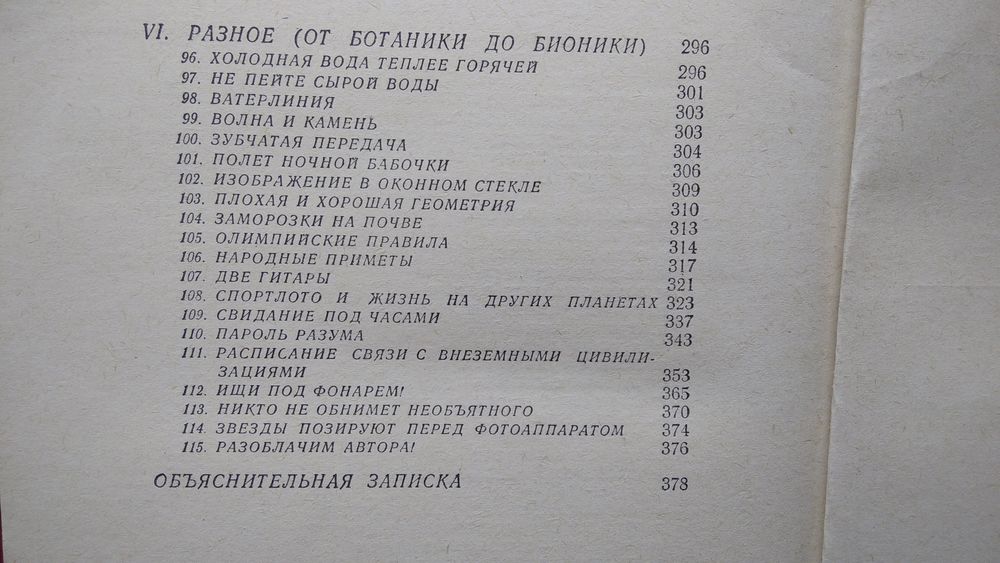 VI. РАЗНОЕ (ОТ БОТАНИКИ ДО БИОНИКИ) 296
96. ХОЛОДНАЯ ВОДА ТЕПЛЕЕ ГОРЯЧЕЙ 296
97. НЕ ПЕЙТЕ СЫРОЙ ВОДЫ 301
98. ВАТЕРЛИНИЯ 303
99. ВОЛНА И КАМЕНЬ 303
100. ЗУБЧАТАЯ ПЕРЕДАЧА 304
101. ПОЛЕТ НОЧНОЙ БАБОЧКИ 306
102. ИЗОБРАЖЕНИЕ В ОКОННОМ СТЕКЛЕ 309
103. ПЛОХАЯ И ХОРОШАЯ ГЕОМЕТРИЯ 310
104. ЗАМОРОЗКИ НА ПОЧВЕ 313
105. ОЛИМПИЙСКИЕ ПРАВИЛА 314
106. НАРОДНЫЕ ПРИМЕТЫ 317
107. ДВЕ ГИТАРЫ 321
108. СПОРТЛОТО И ЖИЗНЬ НА ДРУГИХ ПЛАНЕТАХ 323
109. СВИДАНИЕ ПОД ЧАСАМИ 337
110. ПАРОЛЬ РАЗУМА 343
111. РАСПИСАНИЕ СВЯЗИ С ВНЕЗЕМНЫМИ ЦИВИЛИ-
ЗАЦИЯМИ 353
112. ИЩИ ПОД ФОНАРЕМ! 365
113. НИКТО НЕ ОБНИМЕТ НЕОБЪЯТНОГО 370
114. ЗВЕЗДЫ ПОЗИРУЮТ ПЕРЕД ФОТОАППАРАТОМ 374
115. РАЗОБЛАЧИМ АВТОРА! 376
ОБЪЯСНИТЕЛЬНАЯ ЗАПИСКА 378